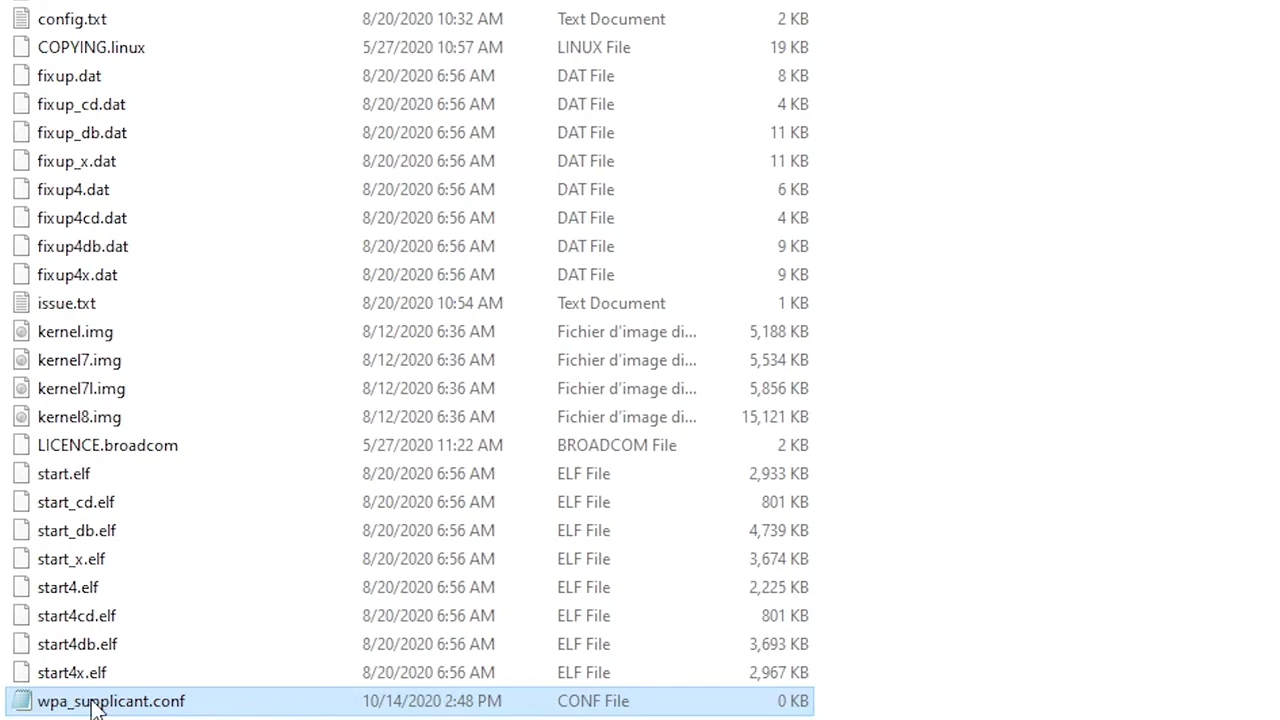 config.txt 8/20/2020 10:32 AM Text Document 2 KB
COPYING.linux 5/27/2020 10:57 AM LINUX File 19 KB
fixup.dat 8/20/2020 6:56 AM DAT File 8 KB
fixup_cd.dat 8/20/2020 6:56 AM DAT File 4 KB
fixup_db.dat 8/20/2020 6:56 AM DAT File 11 KB
fixup_x.dat 8/20/2020 6:56 AM DAT File 11 KB
fixup4.dat 8/20/2020 6:56 AM DAT File 6 KB
fixup4cd.dat 8/20/2020 6:56 AM DAT File 4 KB
fixup4db.dat 8/20/2020 6:56 AM DAT File 9 KB
fixup4x.dat 8/20/2020 6:56 AM DAT File 9 KB
issue.txt 8/20/2020 10:54 AM Text Document 1 KB
kernel.img 8/12/2020 6:36 AM Fichier d'image di... 5,188 KB
kernel7.img 8/12/2020 6:36 AM Fichier d'image di... 5,534 KB
kernel7l.img 8/12/2020 6:36 AM Fichier d'image di... 5,856 KB
kernel8.img 8/12/2020 6:36 AM Fichier d'image di... 15,121 KB
LICENCE.broadcom 5/27/2020 11:22 AM BROADCOM File 2 KB
start.elf 8/20/2020 6:56 AM ELF File 2,933 KB
start_cd.elf 8/20/2020 6:56 AM ELF File 801 KB
start_db.elf 8/20/2020 6:56 AM ELF File 4,739 KB
start_x.elf 8/20/2020 6:56 AM ELF File 3,674 KB
start4.elf 8/20/2020 6:56 AM ELF File 2,225 KB
start4cd.elf 8/20/2020 6:56 AM ELF File 801 KB
start4db.elf 8/20/2020 6:56 AM ELF File 3,693 KB
start4x.elf 8/20/2020 6:56 AM ELF File 2,967 KB
wpa_supplicant.conf 10/14/2020 2:48 PM CONF File 0 KB